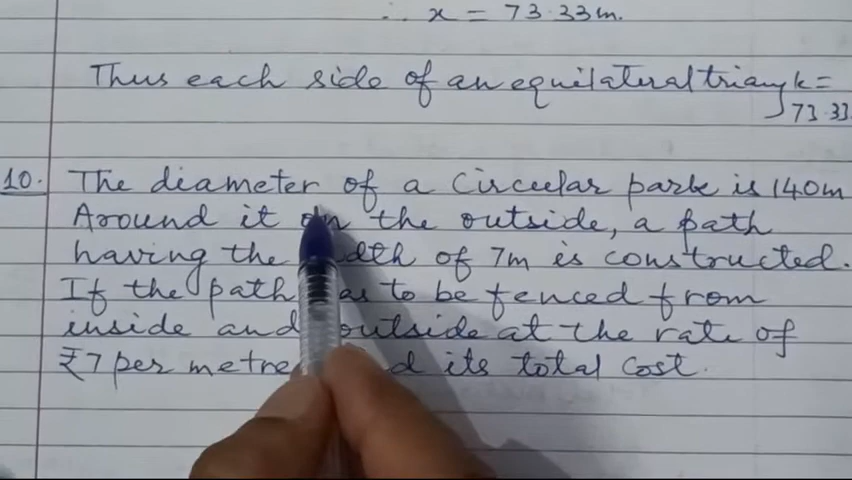 ∴ x = 73.33m.
Thus each side of an equilateral triangle =
73.33
10. The diameter of a Circular park is 140m
Around it on the outside, a path
having the of 7m is constructed.
If the path to be fenced from
inside and outside at the rate of
₹7 per metre its total Cost.